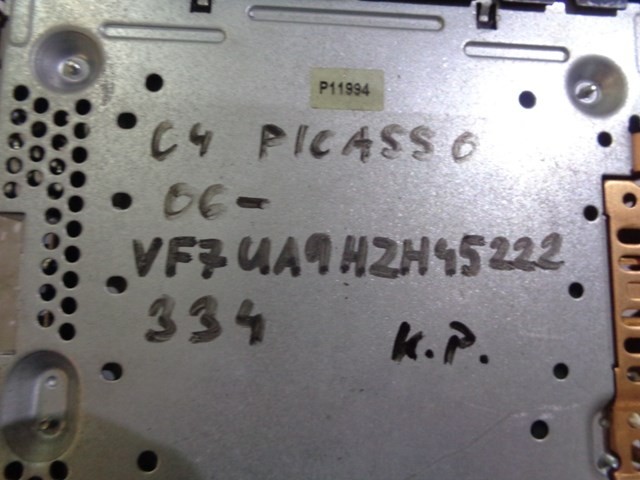 P11994
C4 PICASSO
06-
VF7UA9HZH45222
334
K.P.